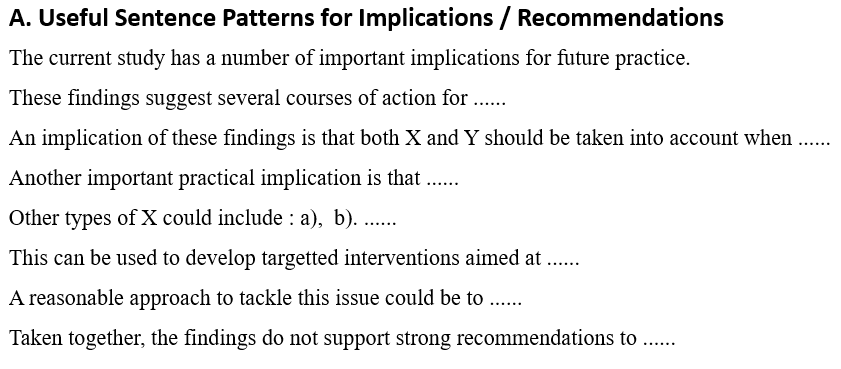 A. Useful Sentence Patterns for Implications / Recommendations
The current study has a number of important implications for future practice.
These findings suggest several courses of action for ......
An implication of these findings is that both X and Y should be taken into account when ......
Another important practical implication is that ......
Other types of X could include : a),  b). ......
This can be used to develop targetted interventions aimed at ......
A reasonable approach to tackle this issue could be to ......
Taken together, the findings do not support strong recommendations to ......